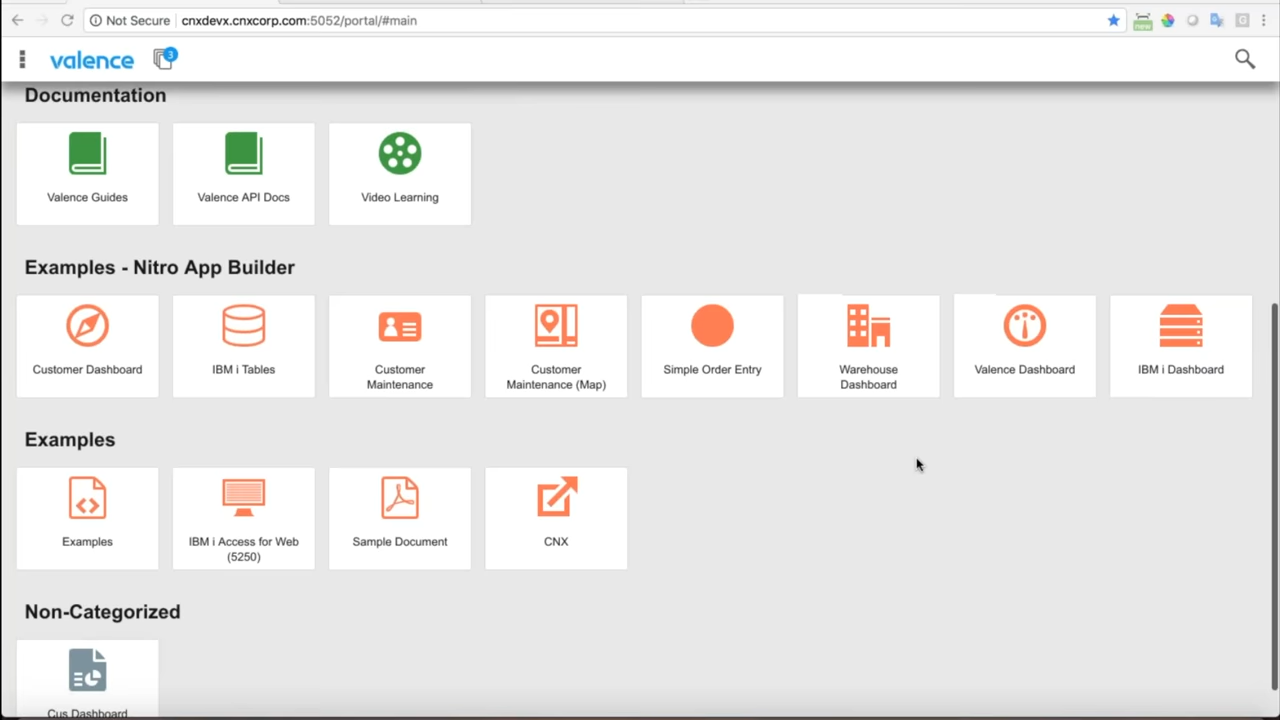 Not Secure
cnxdevx.cnxcorp.com:5052/portal/#main
new
valence
3
Documentation
Valence Guides
Valence API Docs
Video Learning
Examples - Nitro App Builder
Customer Dashboard
IBM i Tables
Customer
Maintenance
Customer
Maintenance (Map)
Simple Order Entry
Warehouse
Dashboard
Valence Dashboard
IBM i Dashboard
Examples
Examples
IBM i Access for Web
(5250)
Sample Document
CNX
Non-Categorized
Cus Dashboard